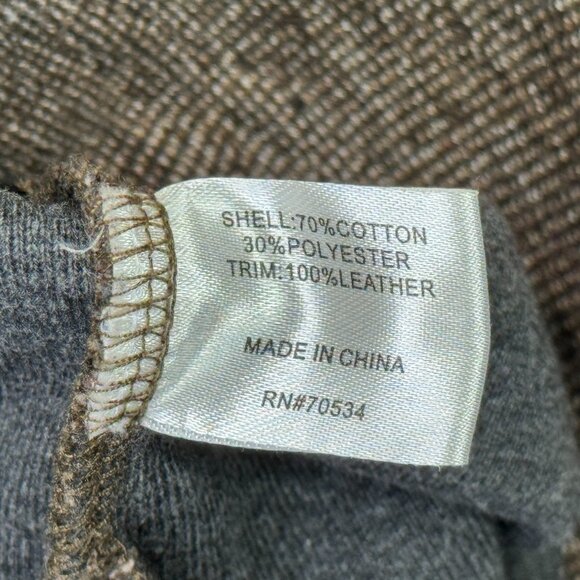 SHELL:70%COTTON
30%POLYESTER
TRIM:100%LEATHER
MADE IN CHINA
RN#70534